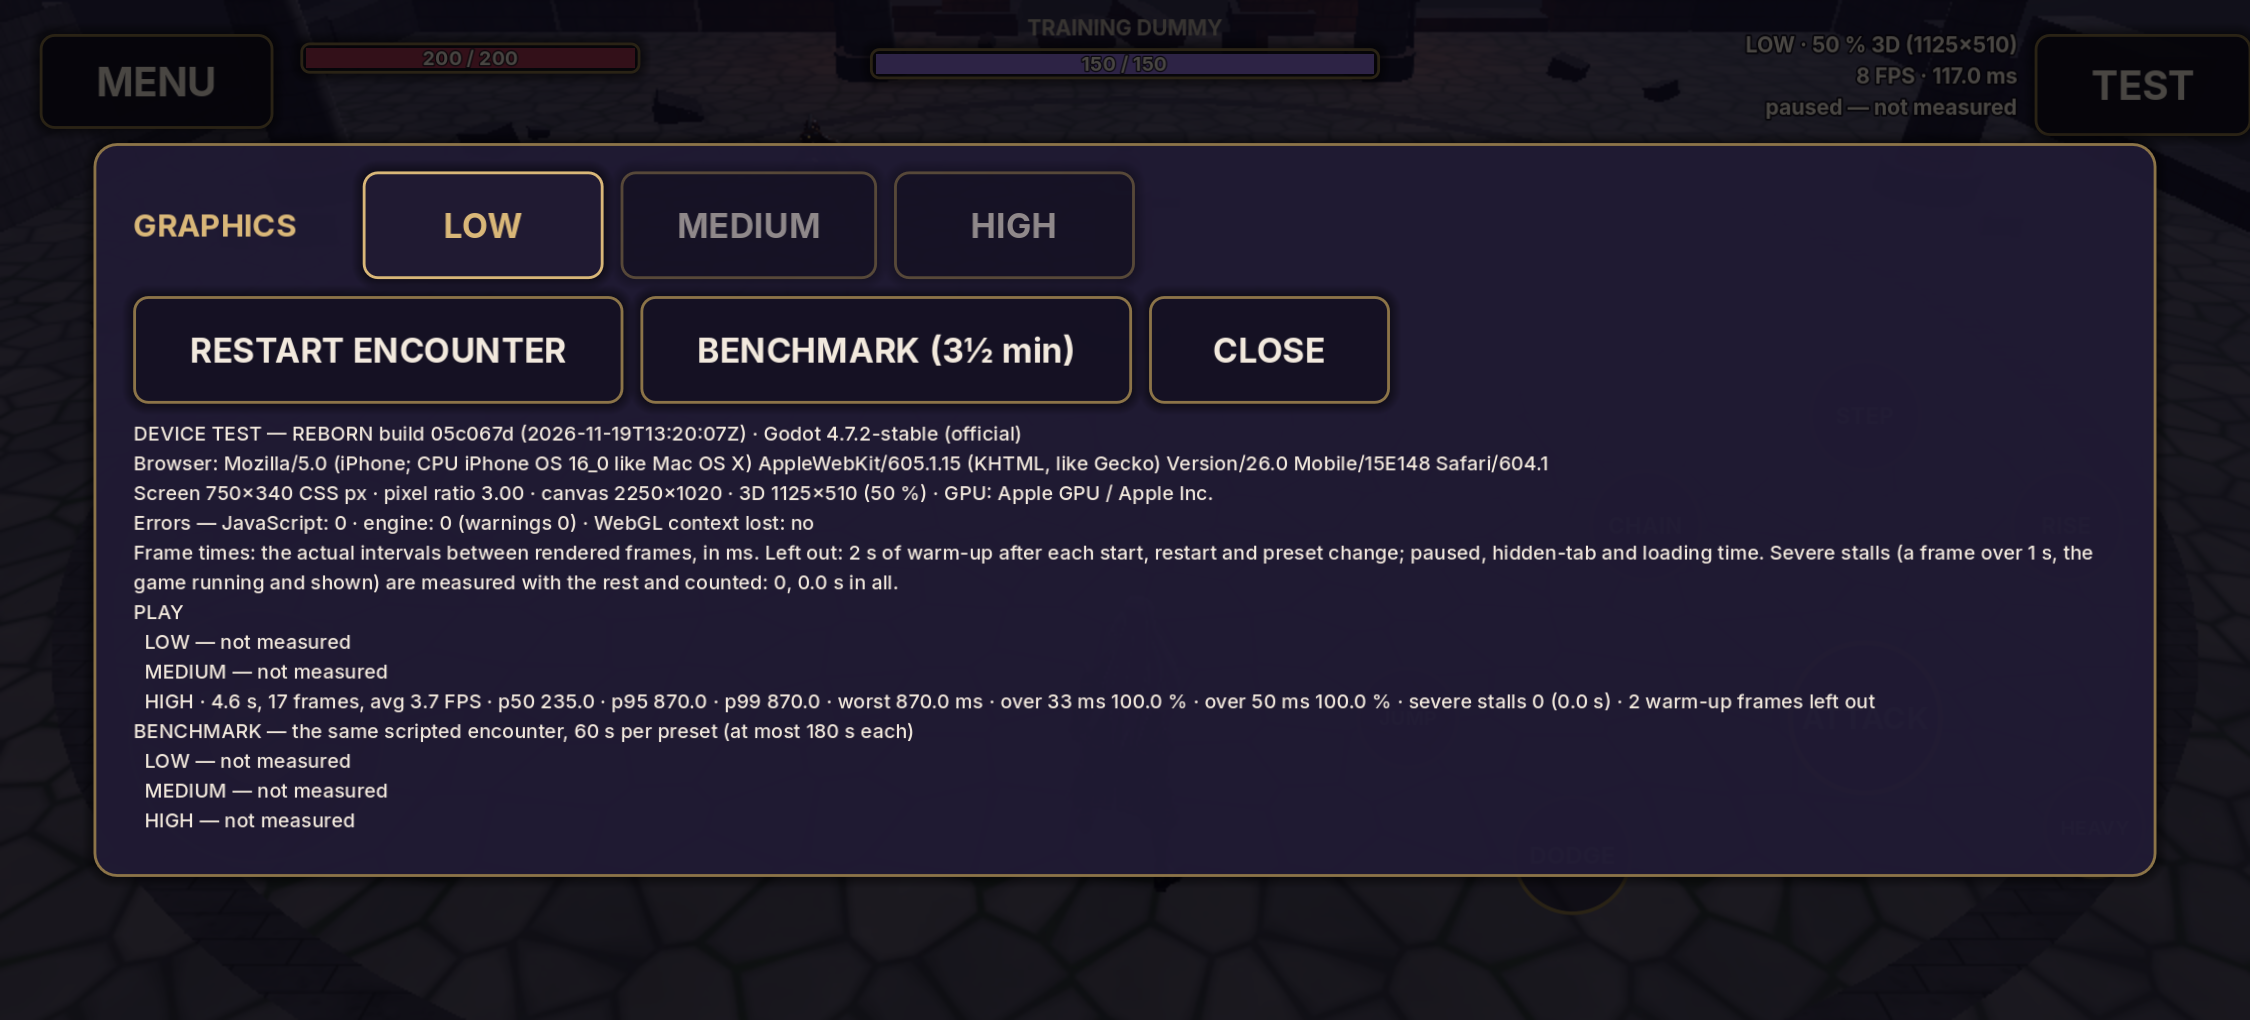 TRAINING DUMMY
MENU
200 / 200
150 / 150
LOW · 50 % 3D (1125×510)
8 FPS · 117.0 ms
paused — not measured
TEST
GRAPHICS
LOW
MEDIUM
HIGH
RESTART ENCOUNTER
BENCHMARK (3½ min)
CLOSE
DEVICE TEST — REBORN build 05c067d (2026-11-19T13:20:07Z) · Godot 4.7.2-stable (official)
Browser: Mozilla/5.0 (iPhone; CPU iPhone OS 16_0 like Mac OS X) AppleWebKit/605.1.15 (KHTML, like Gecko) Version/26.0 Mobile/15E148 Safari/604.1
Screen 750×340 CSS px · pixel ratio 3.00 · canvas 2250×1020 · 3D 1125×510 (50 %) · GPU: Apple GPU / Apple Inc.
Errors — JavaScript: 0 · engine: 0 (warnings 0) · WebGL context lost: no
Frame times: the actual intervals between rendered frames, in ms. Left out: 2 s of warm-up after each start, restart and preset change; paused, hidden-tab and loading time. Severe stalls (a frame over 1 s, the
game running and shown) are measured with the rest and counted: 0, 0.0 s in all.
PLAY
LOW — not measured
MEDIUM — not measured
HIGH · 4.6 s, 17 frames, avg 3.7 FPS · p50 235.0 · p95 870.0 · p99 870.0 · worst 870.0 ms · over 33 ms 100.0 % · over 50 ms 100.0 % · severe stalls 0 (0.0 s) · 2 warm-up frames left out
BENCHMARK — the same scripted encounter, 60 s per preset (at most 180 s each)
LOW — not measured
MEDIUM — not measured
HIGH — not measured